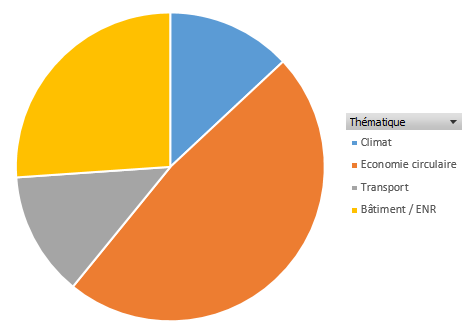 Thématique
Climat
Economie circulaire
Transport
Bâtiment / ENR